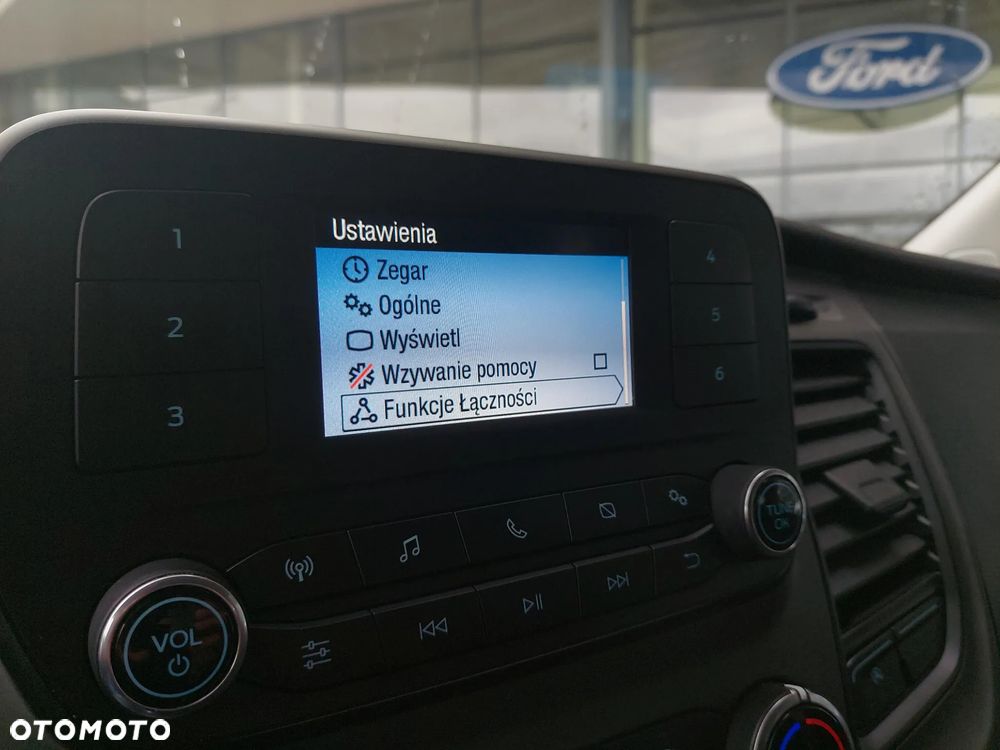 Ford
Ustawienia
Zegar
Ogólne
Wyświetl
Wzywanie pomocy
Funkcje Łączności
1
2
3
4
5
6
VOL
TUNE
OK
OTOMOTO